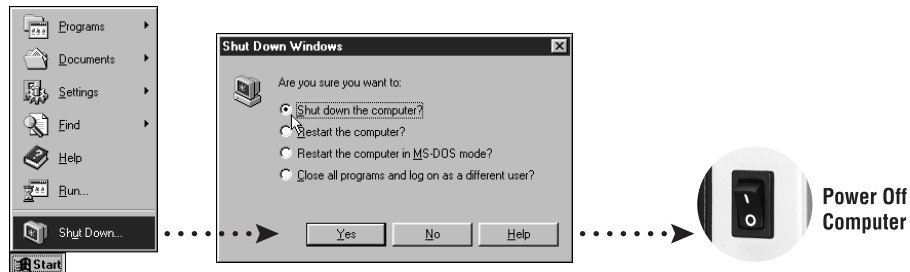 Programs
Documents
Settings
Find
Help
Run...
Shut Down...
Start
Shut Down Windows
Are you sure you want to:
Shut down the computer?
Restart the computer?
Restart the computer in MS-DOS mode?
Close all programs and log on as a different user?
Yes
No
Help
Power Off
Computer